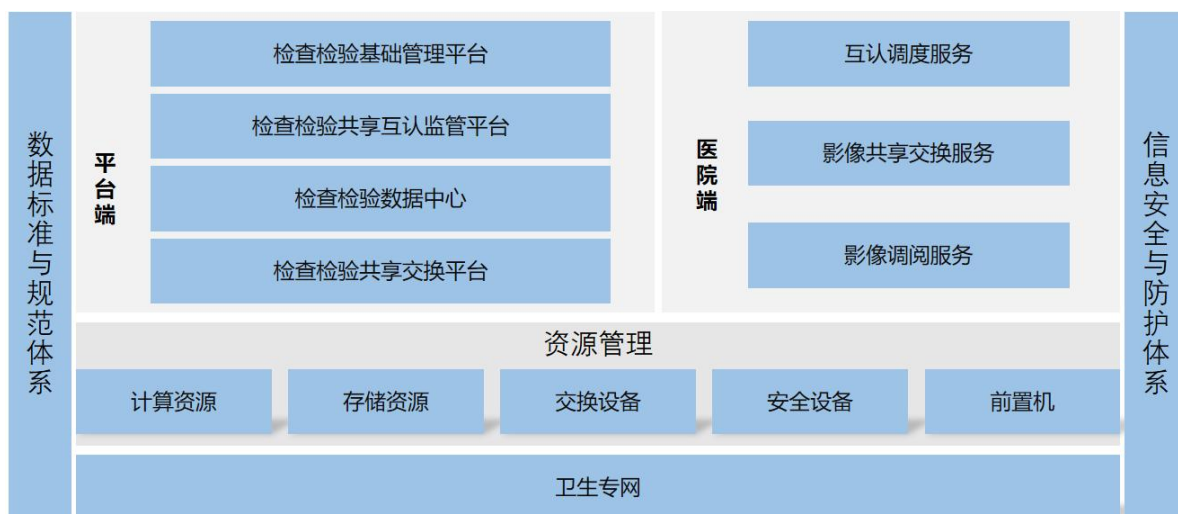 数据标准与规范体系
平台端
检查检验基础管理平台
检查检验共享互认监管平台
检查检验数据中心
检查检验共享交换平台
医院端
互认调度服务
影像共享交换服务
影像调阅服务
信息安全与防护体系
资源管理
计算资源
存储资源
交换设备
安全设备
前置机
卫生专网